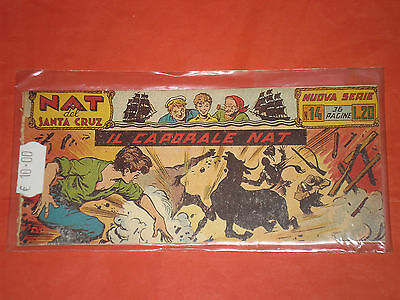 NAT
del
SANTA CRUZ
NUOVA SERIE
N.14
36
PAGINE
L.20
IL CAPORALE NAT
€ 10.00